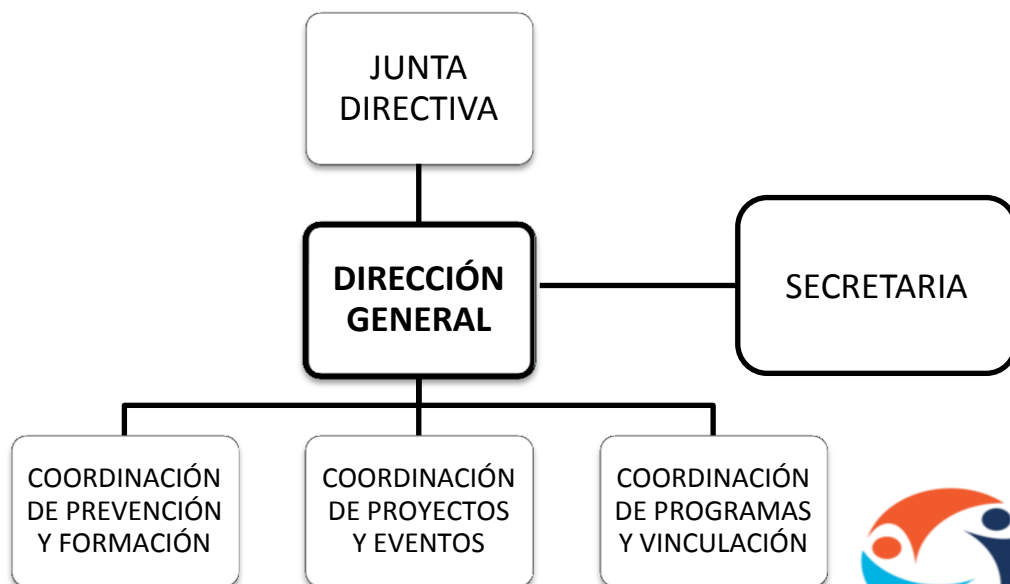 JUNTA
DIRECTIVA
DIRECCIÓN
GENERAL
SECRETARIA
COORDINACIÓN
DE PREVENCIÓN
Y FORMACIÓN
COORDINACIÓN
DE PROYECTOS
Y EVENTOS
COORDINACIÓN
DE PROGRAMAS
Y VINCULACIÓN